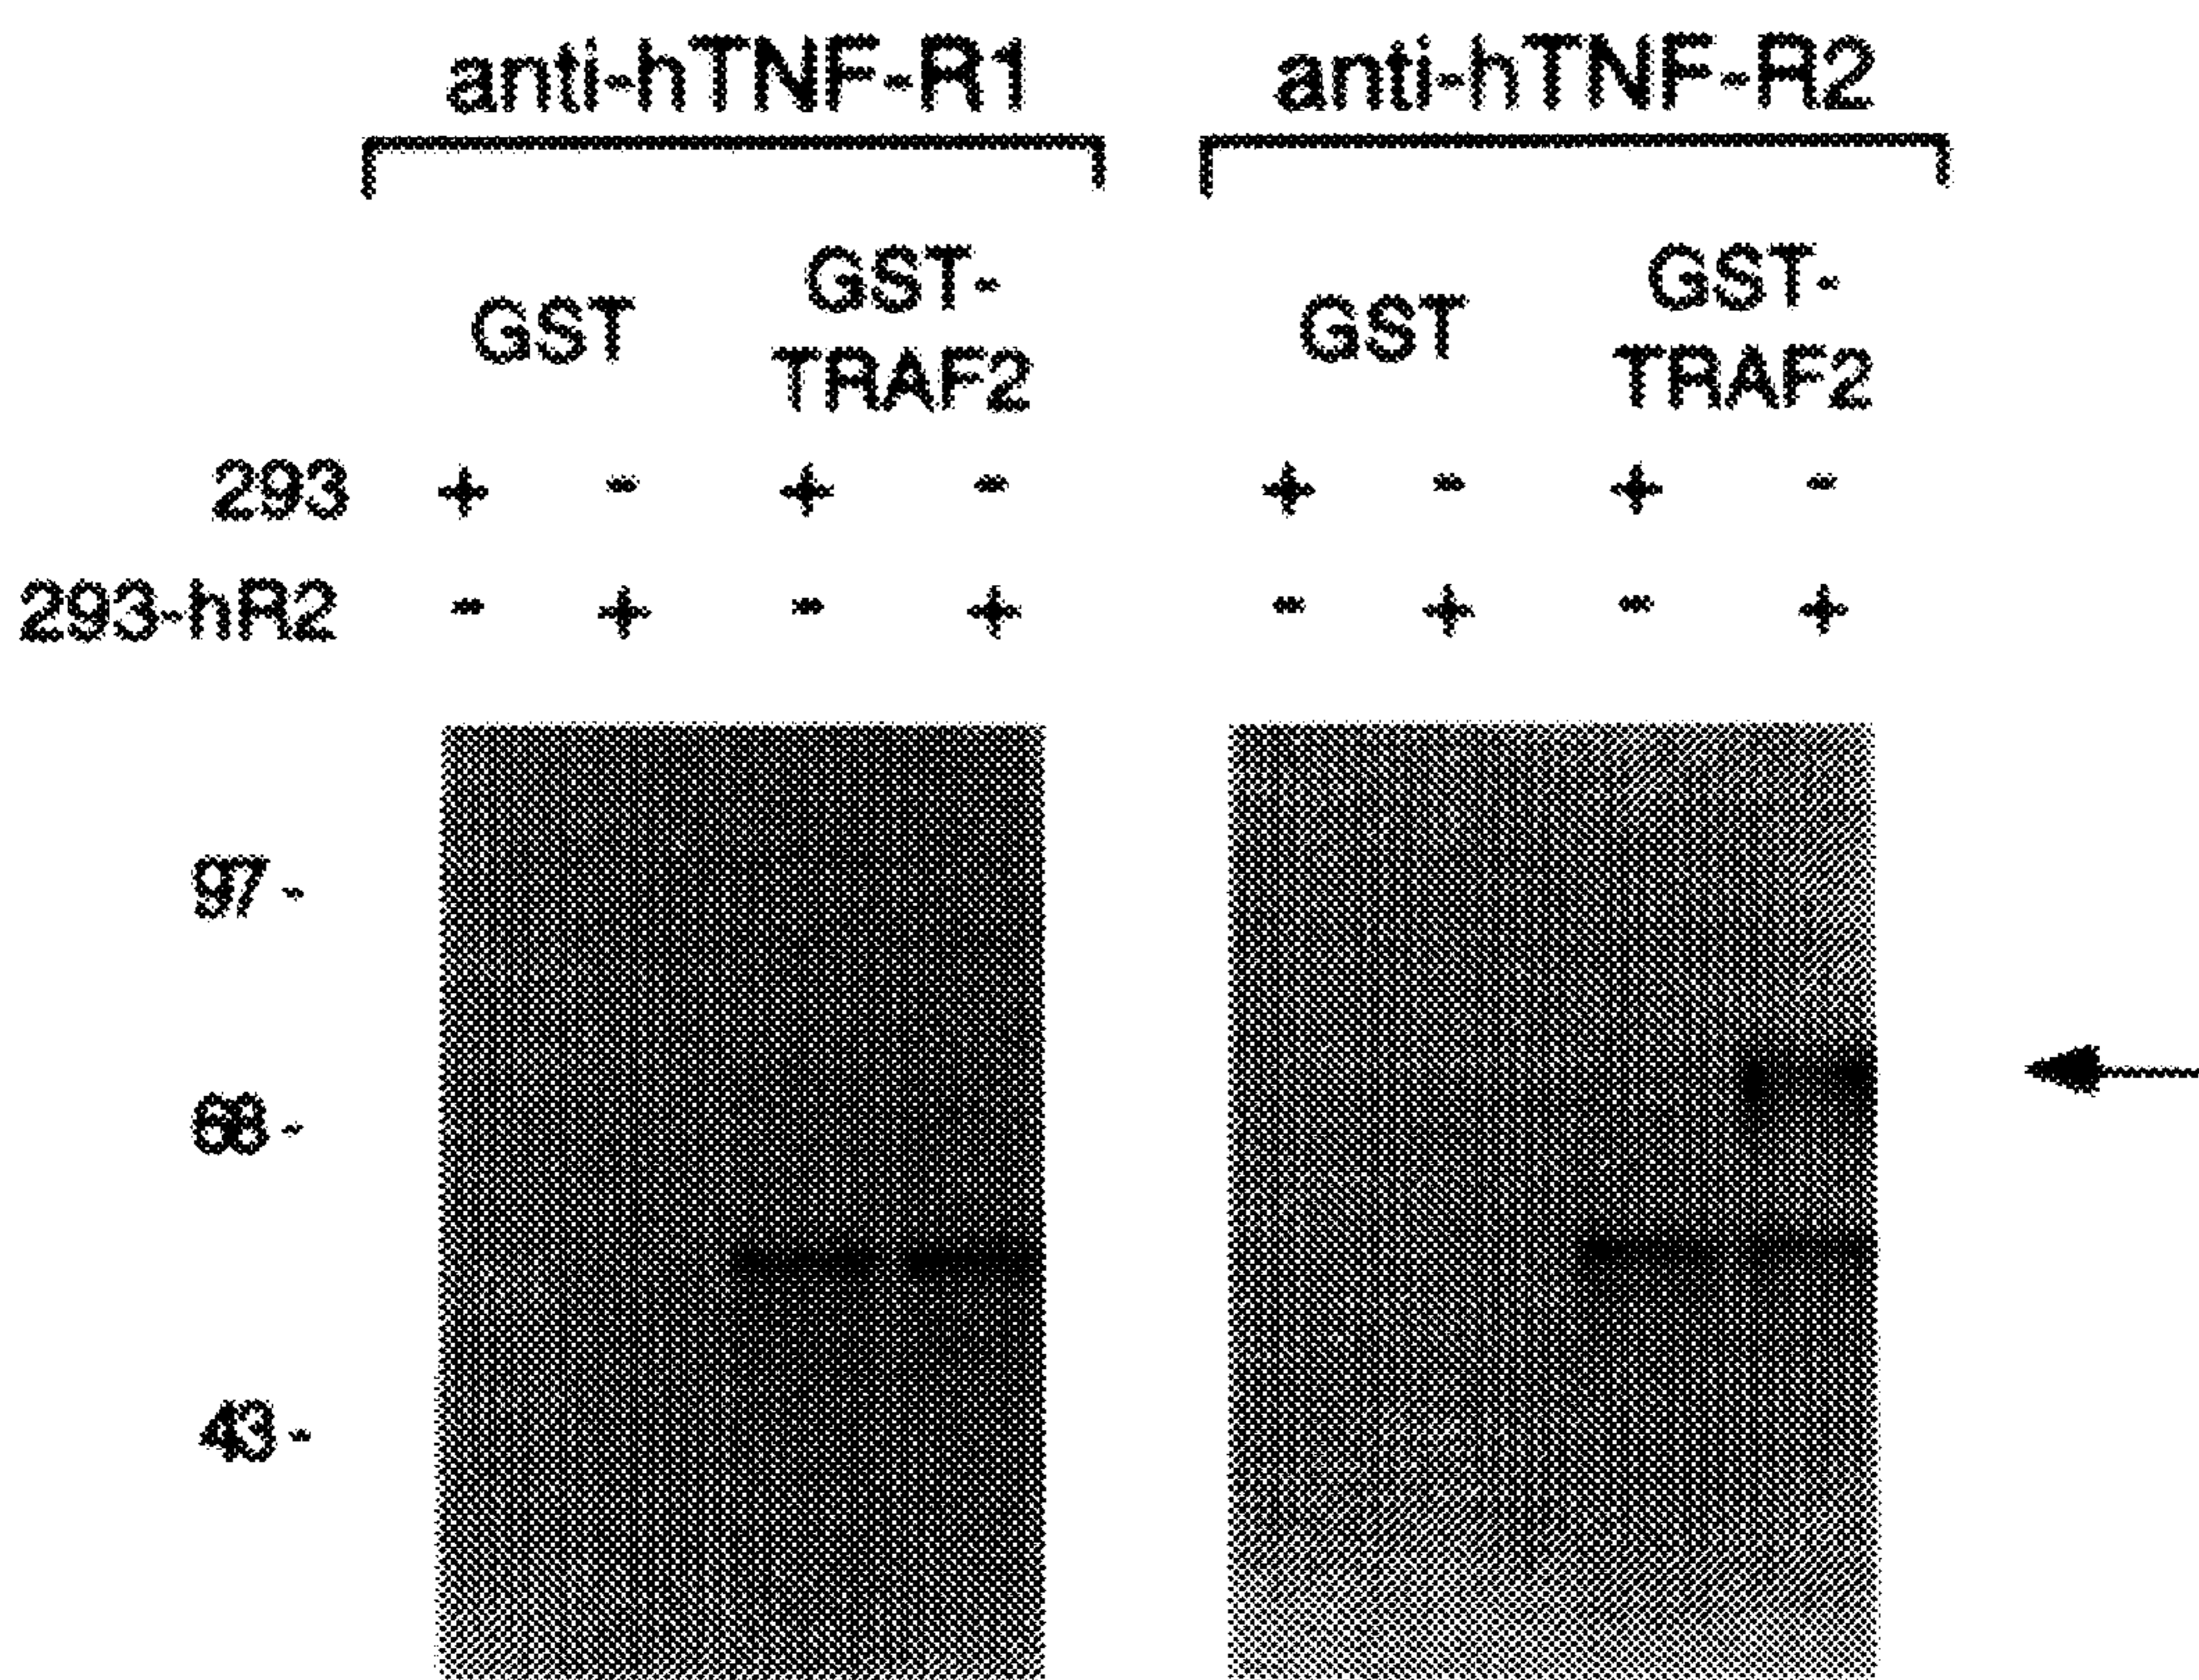 anti-hTNF-R1 anti-hTNF-R2
GST GST-TRAF2 GST GST-TRAF2
293 + - + - + - + -
293-hR2 - + - + - + - +
97 -
68 -
43 -